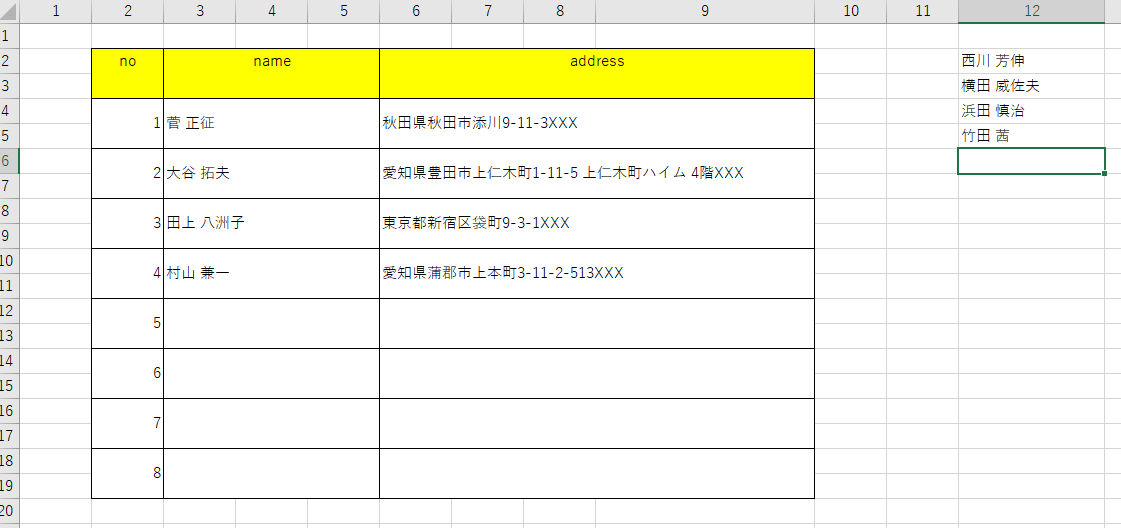 1 2 3 4 5 6 7 8 9 10 11 12
1
2 no name address 西川 芳伸
3 横田 威佐夫
4 浜田 慎治
1 菅 正征 秋田県秋田市添川9-11-3XXX
5 竹田 茜
6
2 大谷 拓夫 愛知県豊田市上仁木町1-11-5 上仁木町ハイム 4階XXX
7
8
3 田上 八洲子 東京都新宿区袋町9-3-1XXX
9
10
4 村山 兼一 愛知県蒲郡市上本町3-11-2-513XXX
11
12
5
13
14
6
15
16
7
17
18
8
19
20